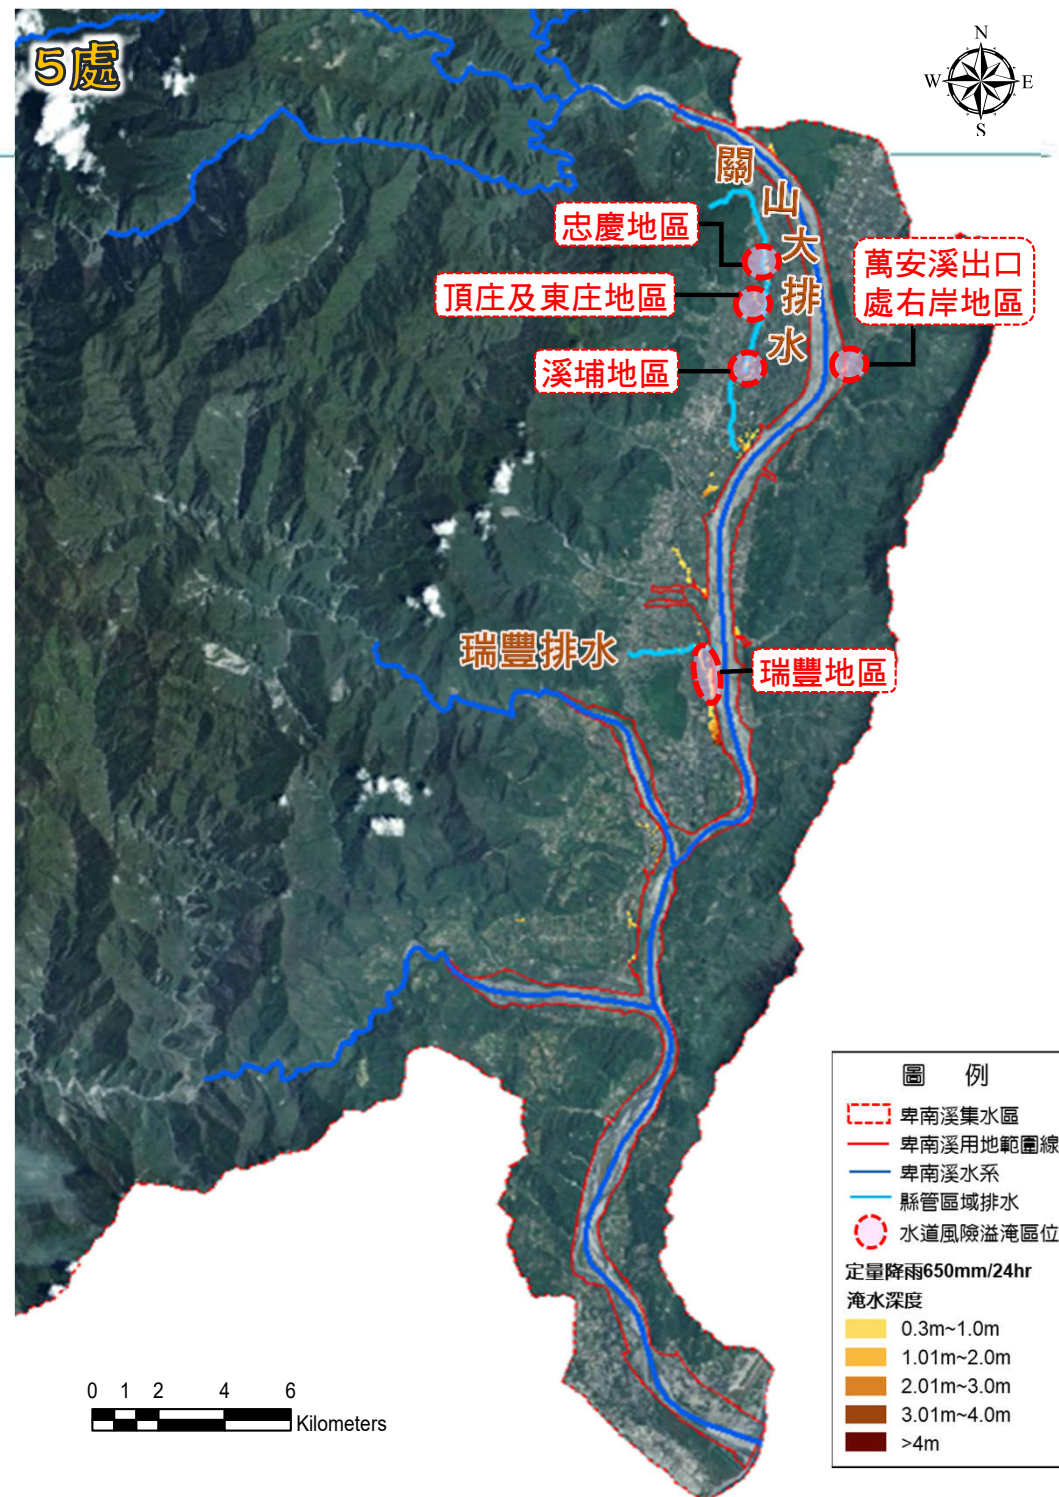 5處
N
W
E
S
關山大排水
忠慶地區
萬安溪出口
處右岸地區
頂庄及東庄地區
溪埔地區
瑞豐排水
瑞豐地區
圖 例
卑南溪集水區
卑南溪用地範圍線
卑南溪水系
縣管區域排水
水道風險溢淹區位
定量降雨650mm/24hr
淹水深度
0.3m~1.0m
1.01m~2.0m
2.01m~3.0m
3.01m~4.0m
>4m
0 1 2 4 6
Kilometers